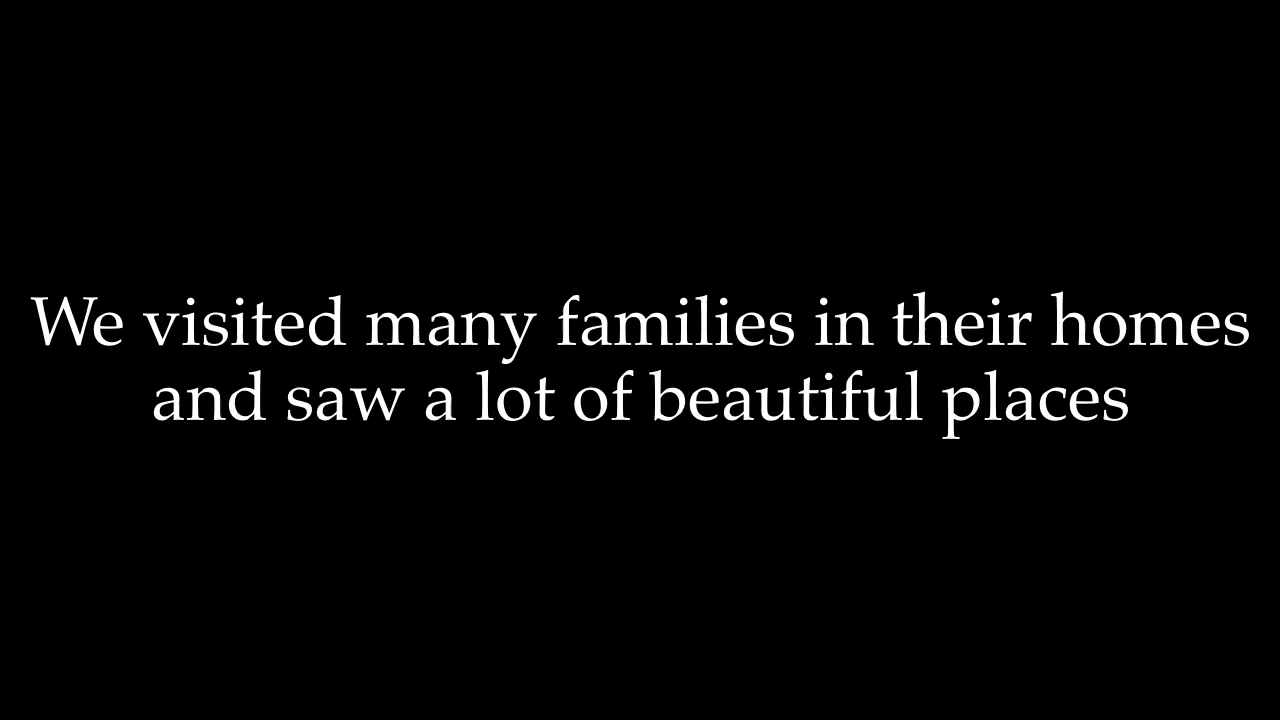 We visited many families in their homes
and saw a lot of beautiful places